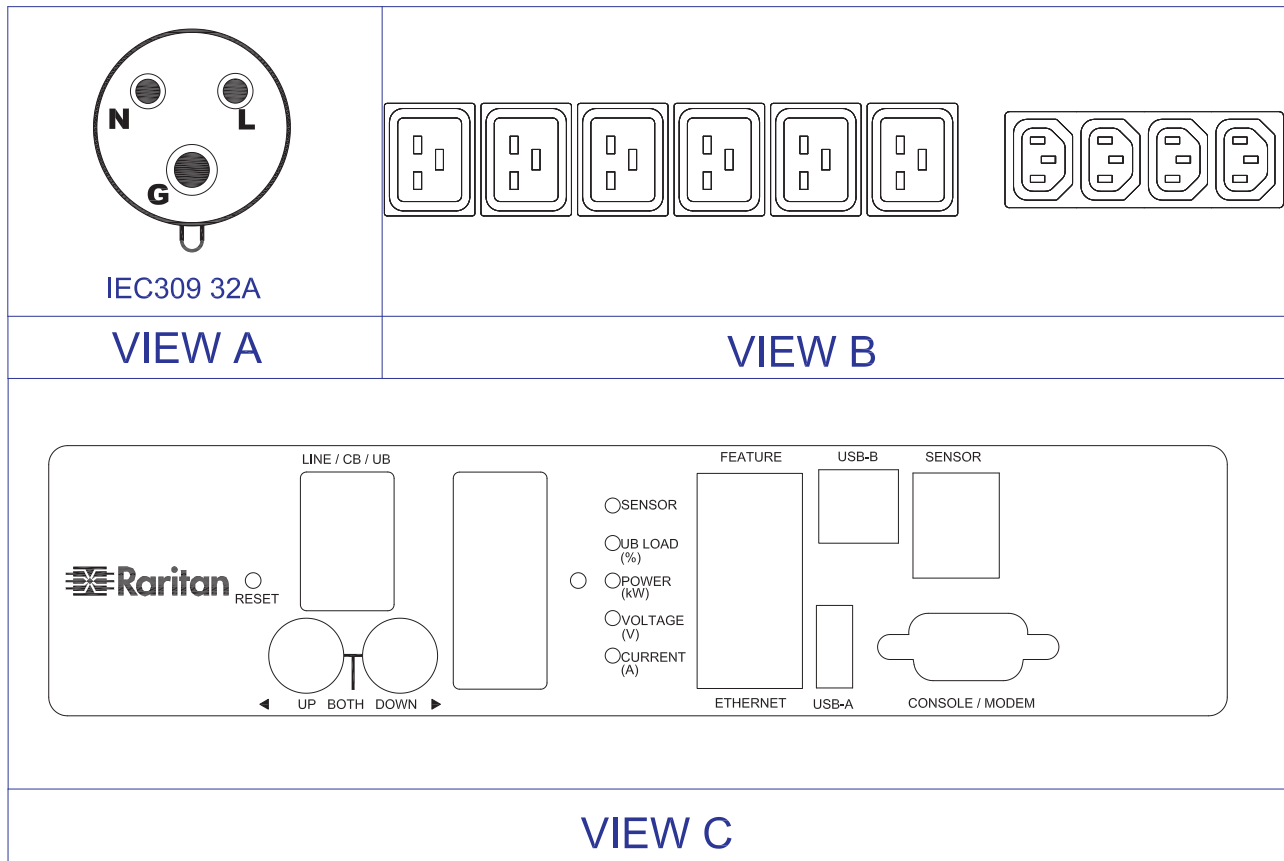 N
L
G
IEC309 32A
VIEW A
VIEW B
LINE / CB / UB
FEATURE
USB-B
SENSOR
SENSOR
UB LOAD
(%)
Raritan
RESET
POWER
(kW)
VOLTAGE
(V)
CURRENT
(A)
UP BOTH DOWN
ETHERNET
USB-A
CONSOLE / MODEM
VIEW C